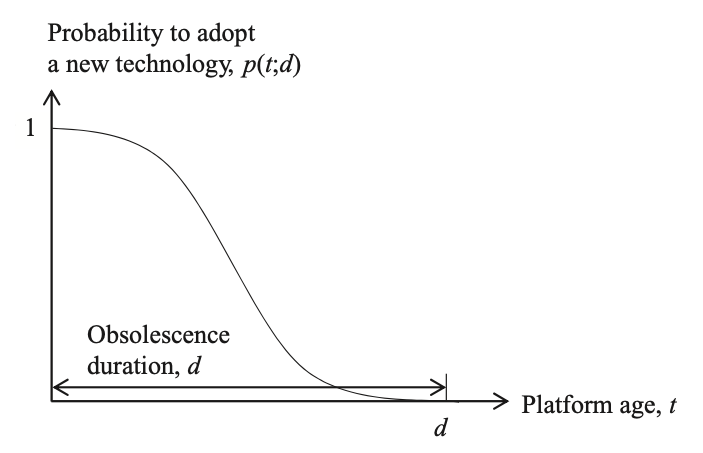 Probability to adopt
a new technology, p(t;d)
1
Obsolescence
duration, d
Platform age, t
d